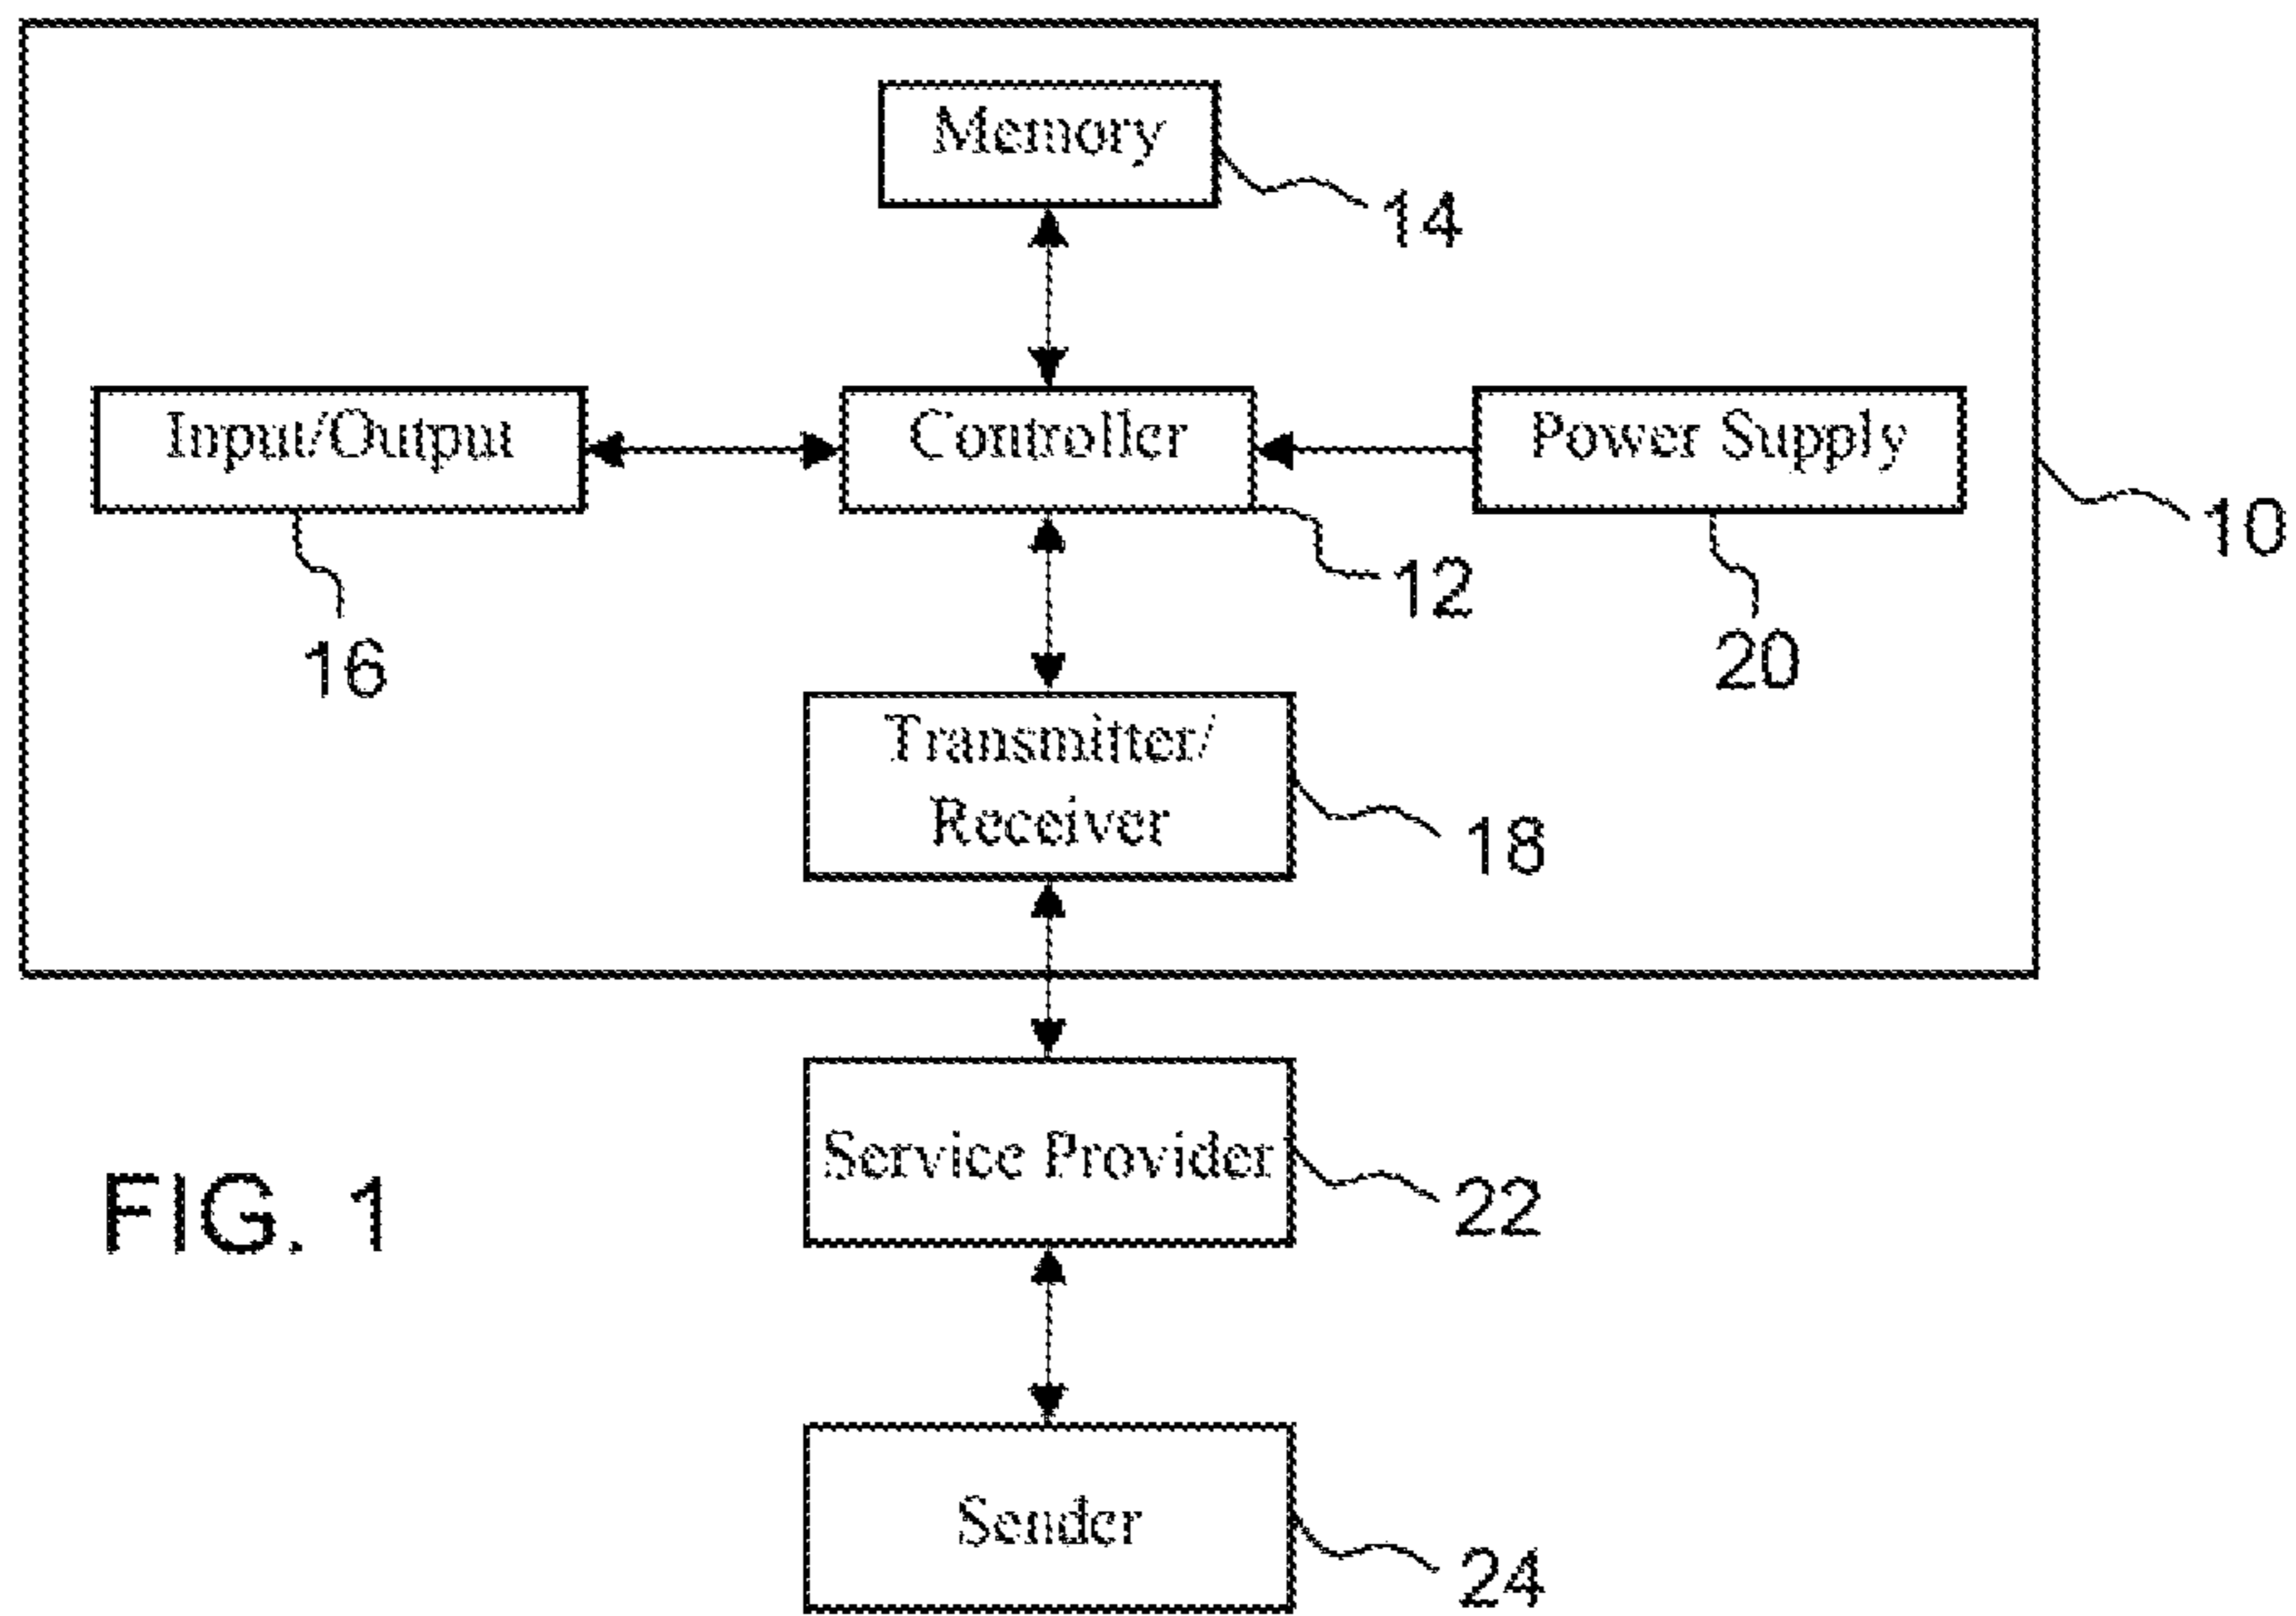 Memory
14
Input/Output
Controller
Power Supply
10
12
16
20
Transmitter/
Receiver
18
Service Provider
22
FIG. 1
Sender
24